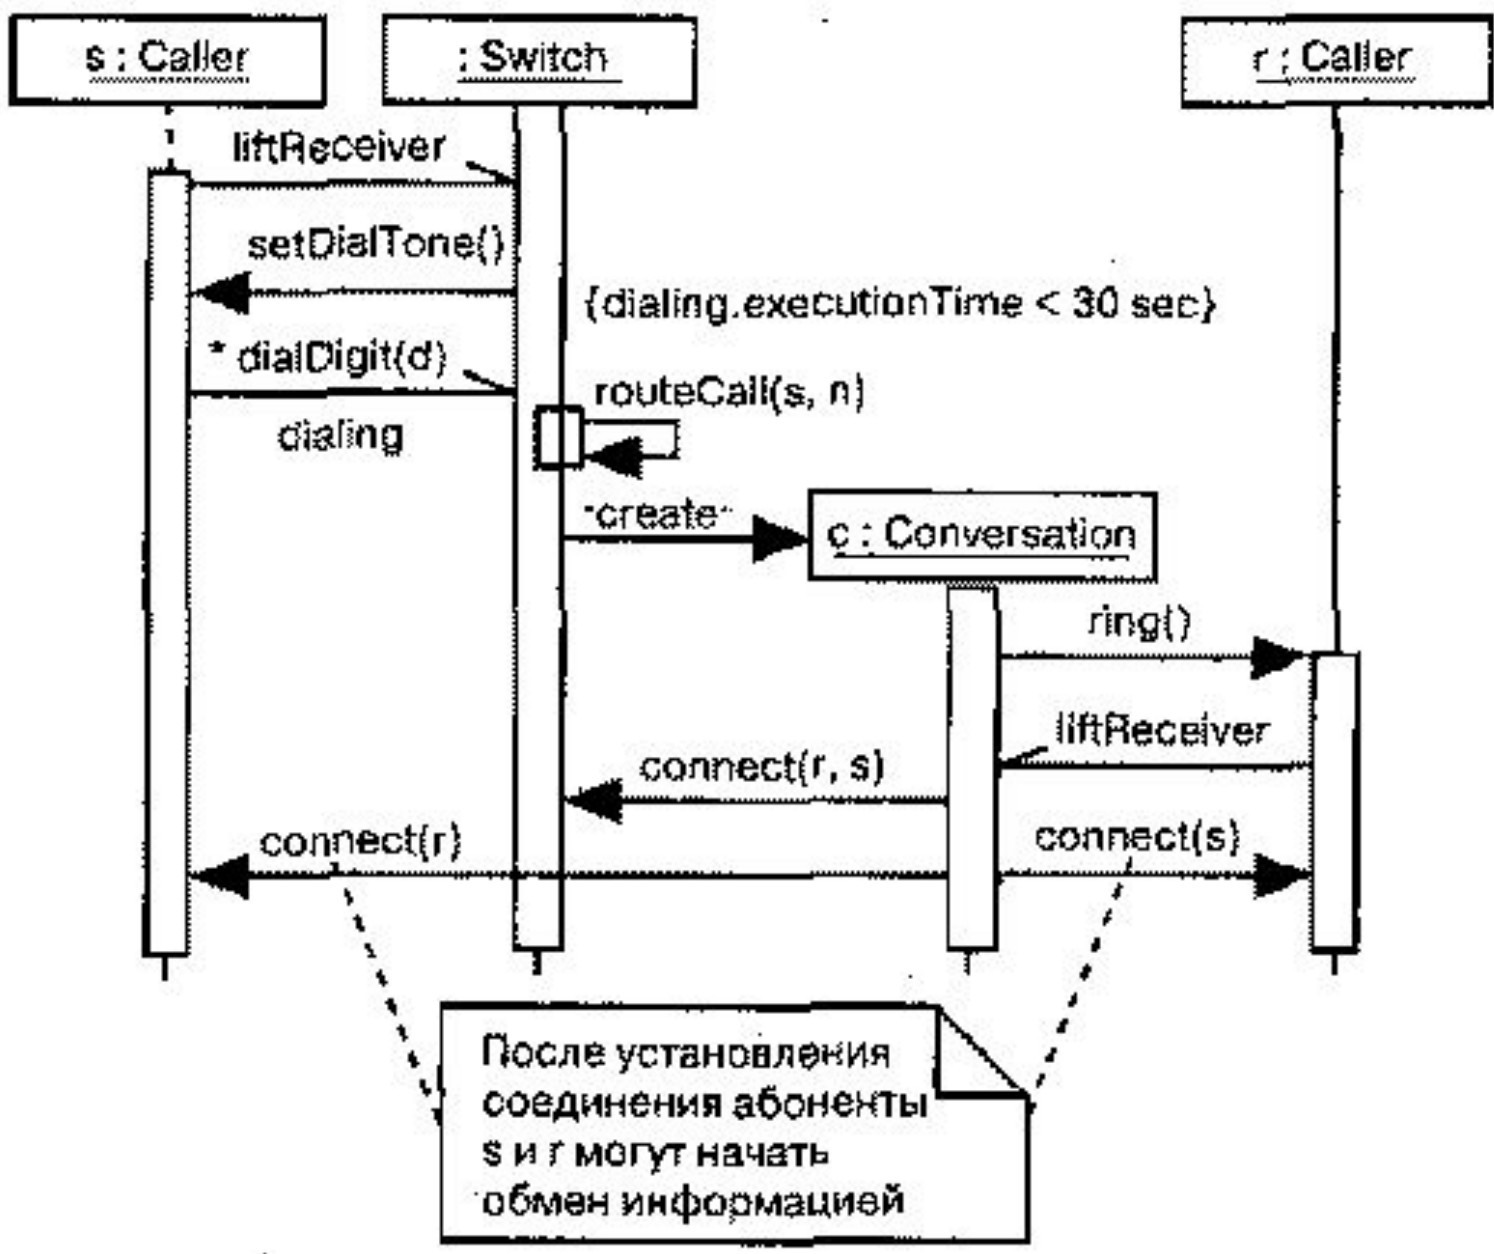 s : Caller
: Switch
r : Caller
liftReceiver
setDialTone()
{dialing.executionTime < 30 sec}
* dialDigit(d)
routeCall(s, n)
dialing
"create"
c : Conversation
ring()
liftReceiver
connect(r, s)
connect(r)
connect(s)
После установления
соединения абоненты
s и r могут начать
обмен информацией